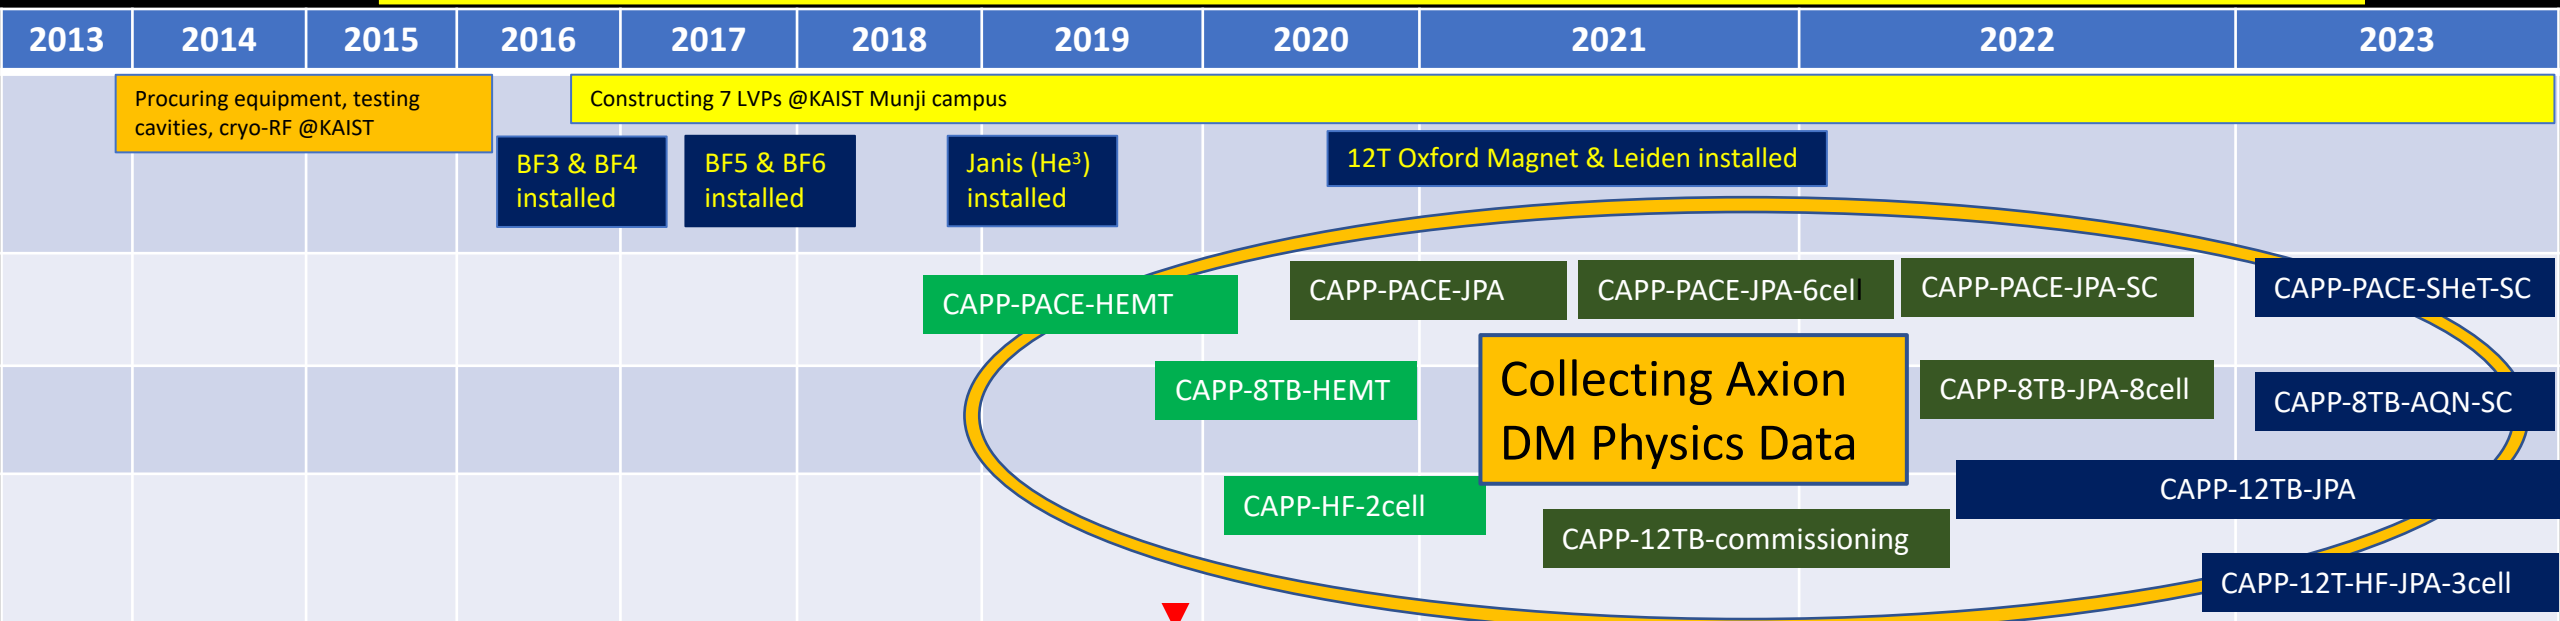 2013 2014 2015 2016 2017 2018 2019 2020 2021 2022 2023
Procuring equipment, testing
cavities, cryo-RF @KAIST
Constructing 7 LVPs @KAIST Munji campus
BF3 & BF4
installed
BF5 & BF6
installed
Janis (He³)
installed
12T Oxford Magnet & Leiden installed
CAPP-PACE-HEMT
CAPP-PACE-JPA
CAPP-PACE-JPA-6cell
CAPP-PACE-JPA-SC
CAPP-PACE-SHeT-SC
CAPP-8TB-HEMT
Collecting Axion
DM Physics Data
CAPP-8TB-JPA-8cell
CAPP-8TB-AQN-SC
CAPP-HF-2cell
CAPP-12TB-commissioning
CAPP-12TB-JPA
CAPP-12T-HF-JPA-3cell